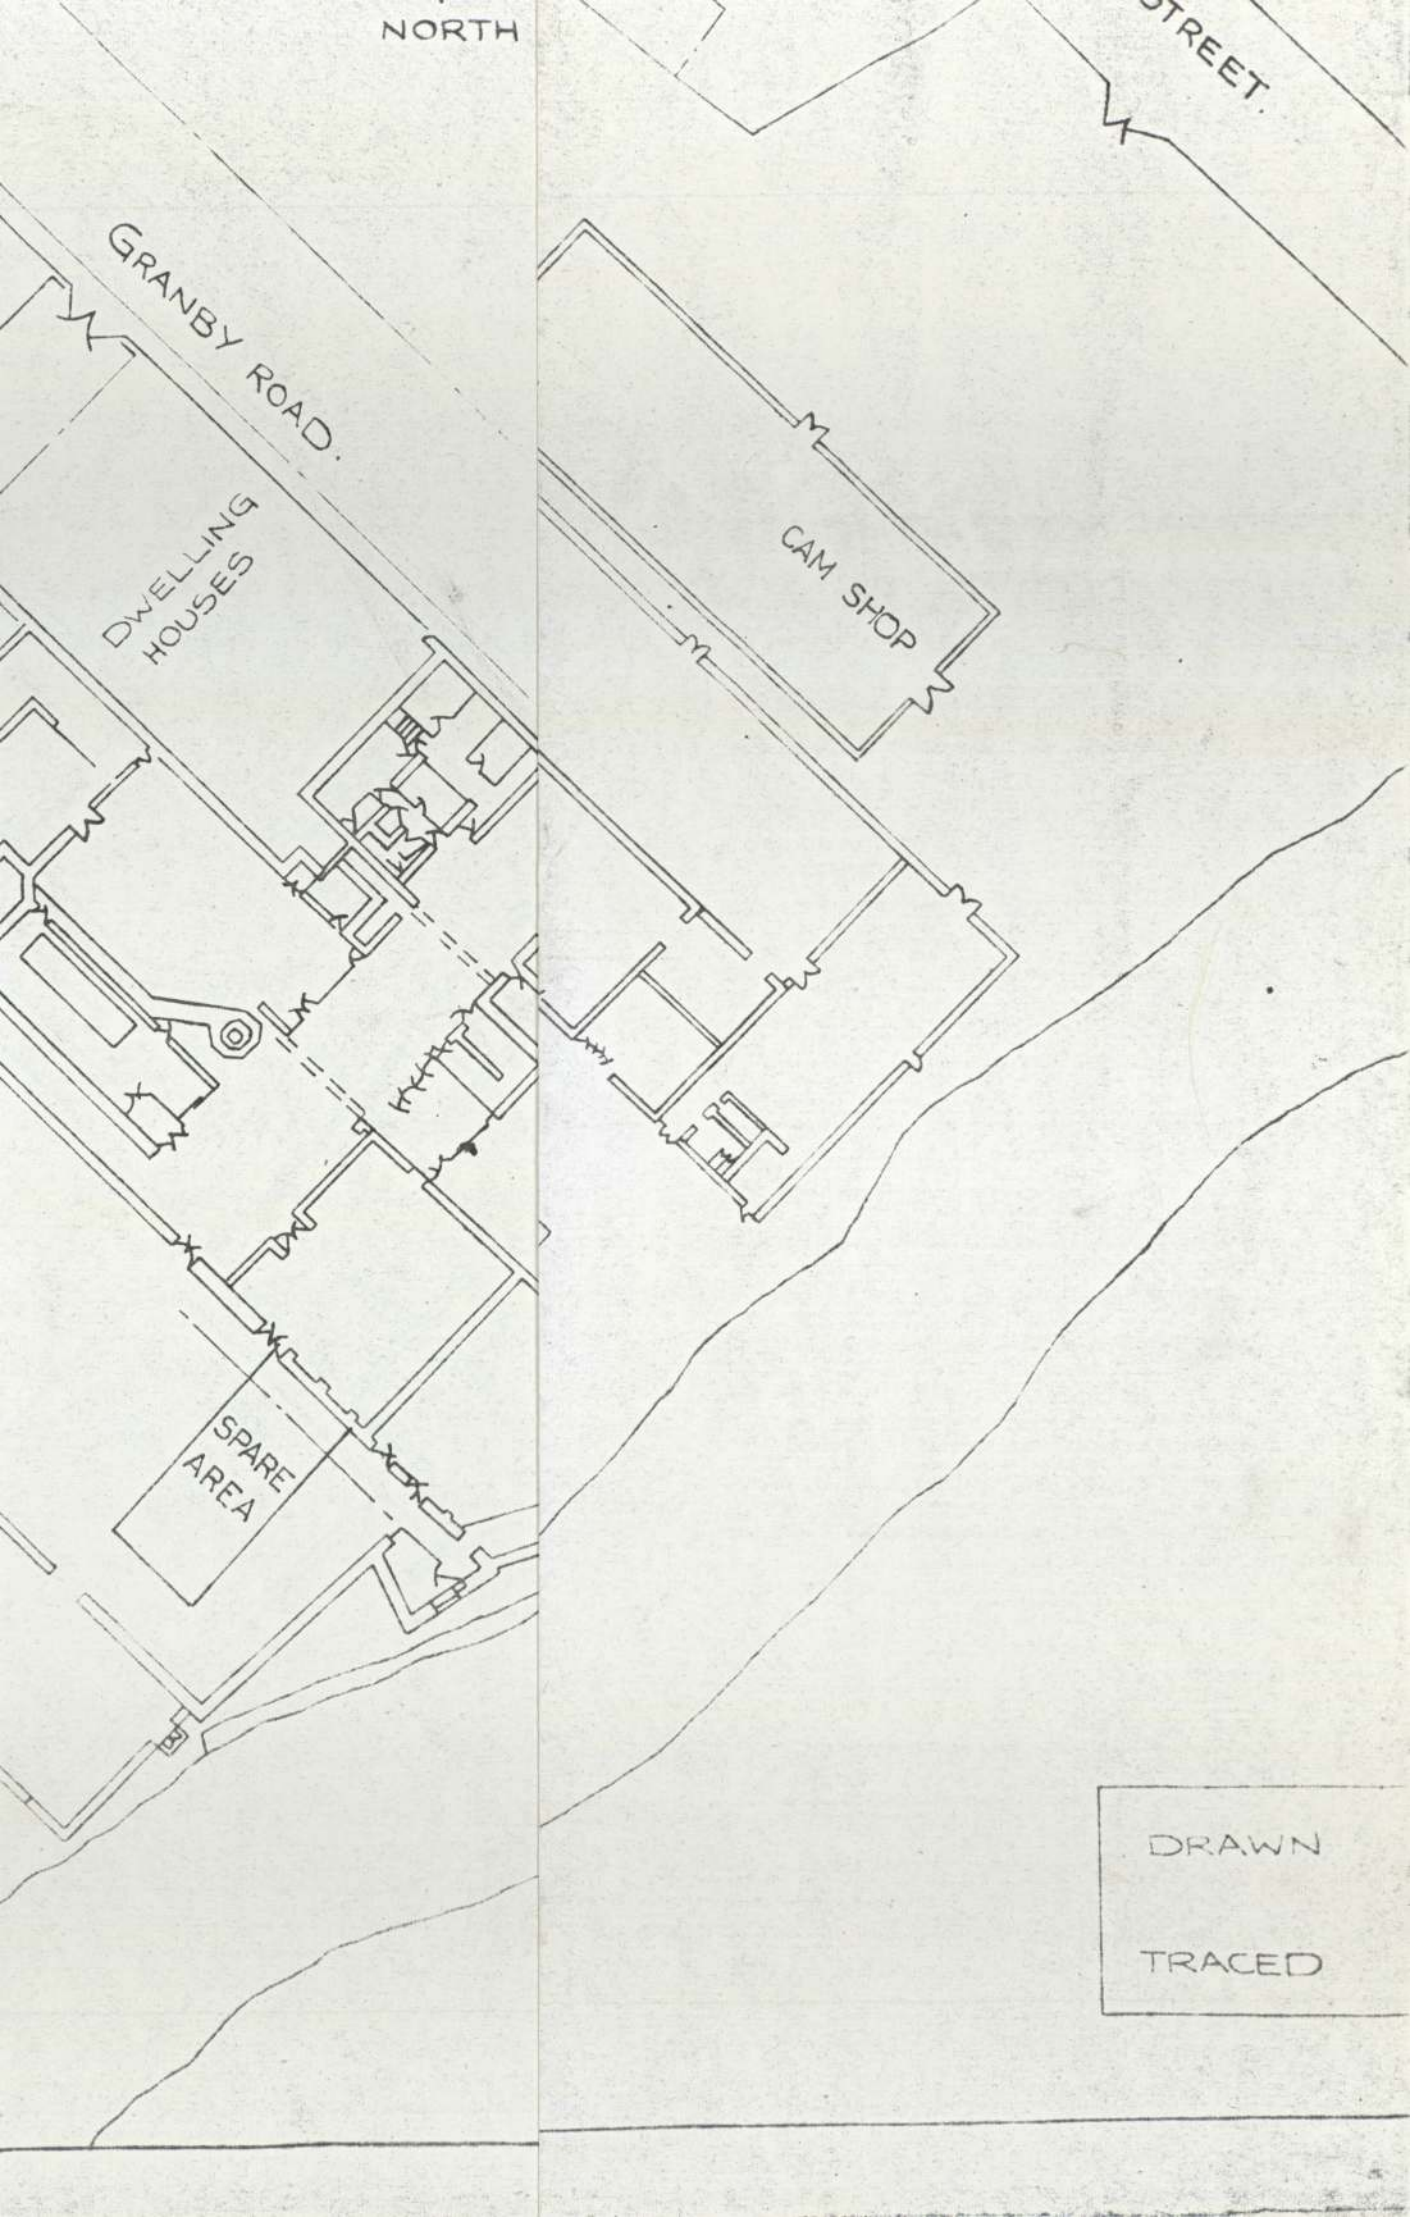 NORTH
STREET.
GRANBY ROAD.
DWELLING
HOUSES
CAM SHOP
SPARE
AREA
DRAWN
TRACED